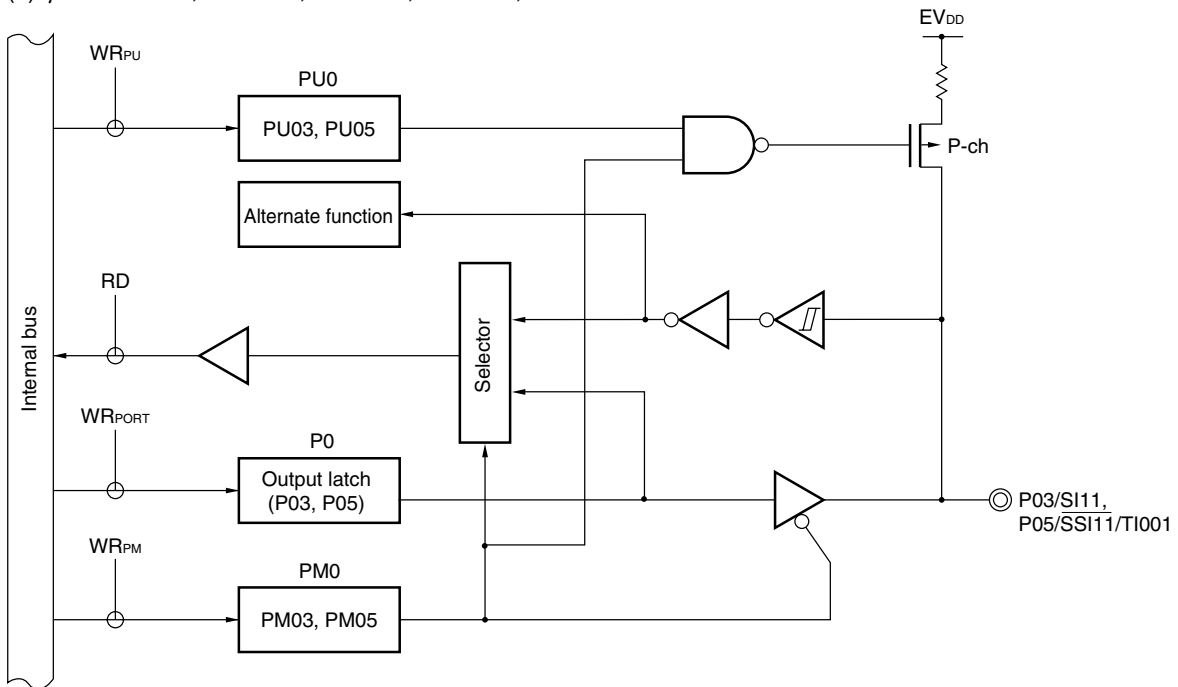 EVDD
WRPU
PU0
PU03, PU05
P-ch
Alternate function
RD
Selector
Internal bus
WRPORT
P0
Output latch
(P03, P05)
P03/SI11,
P05/SSI11/TI001
WRPM
PM0
PM03, PM05